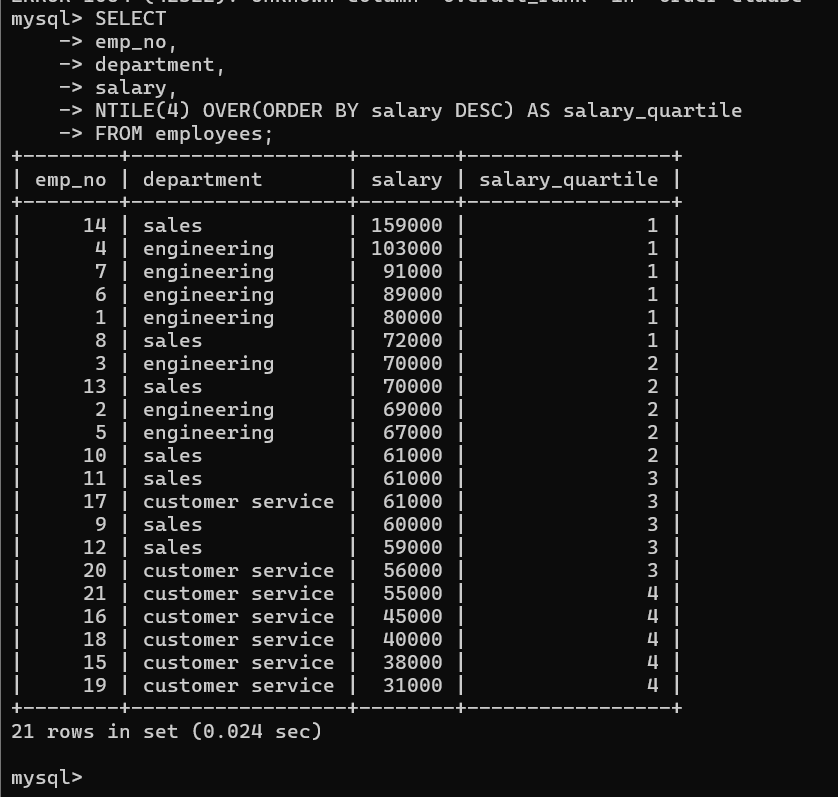 mysql> SELECT
    -> emp_no,
    -> department,
    -> salary,
    -> NTILE(4) OVER(ORDER BY salary DESC) AS salary_quartile
    -> FROM employees;
+--------+------------------+--------+-----------------+
| emp_no | department       | salary | salary_quartile |
+--------+------------------+--------+-----------------+
|     14 | sales            | 159000 |               1 |
|      4 | engineering      | 103000 |               1 |
|      7 | engineering      |  91000 |               1 |
|      6 | engineering      |  89000 |               1 |
|      1 | engineering      |  80000 |               1 |
|      8 | sales            |  72000 |               1 |
|      3 | engineering      |  70000 |               2 |
|     13 | sales            |  70000 |               2 |
|      2 | engineering      |  69000 |               2 |
|      5 | engineering      |  67000 |               2 |
|     10 | sales            |  61000 |               2 |
|     11 | sales            |  61000 |               3 |
|     17 | customer service |  61000 |               3 |
|      9 | sales            |  60000 |               3 |
|     12 | sales            |  59000 |               3 |
|     20 | customer service |  56000 |               3 |
|     21 | customer service |  55000 |               4 |
|     16 | customer service |  45000 |               4 |
|     18 | customer service |  40000 |               4 |
|     15 | customer service |  38000 |               4 |
|     19 | customer service |  31000 |               4 |
+--------+------------------+--------+-----------------+
21 rows in set (0.024 sec)

mysql>